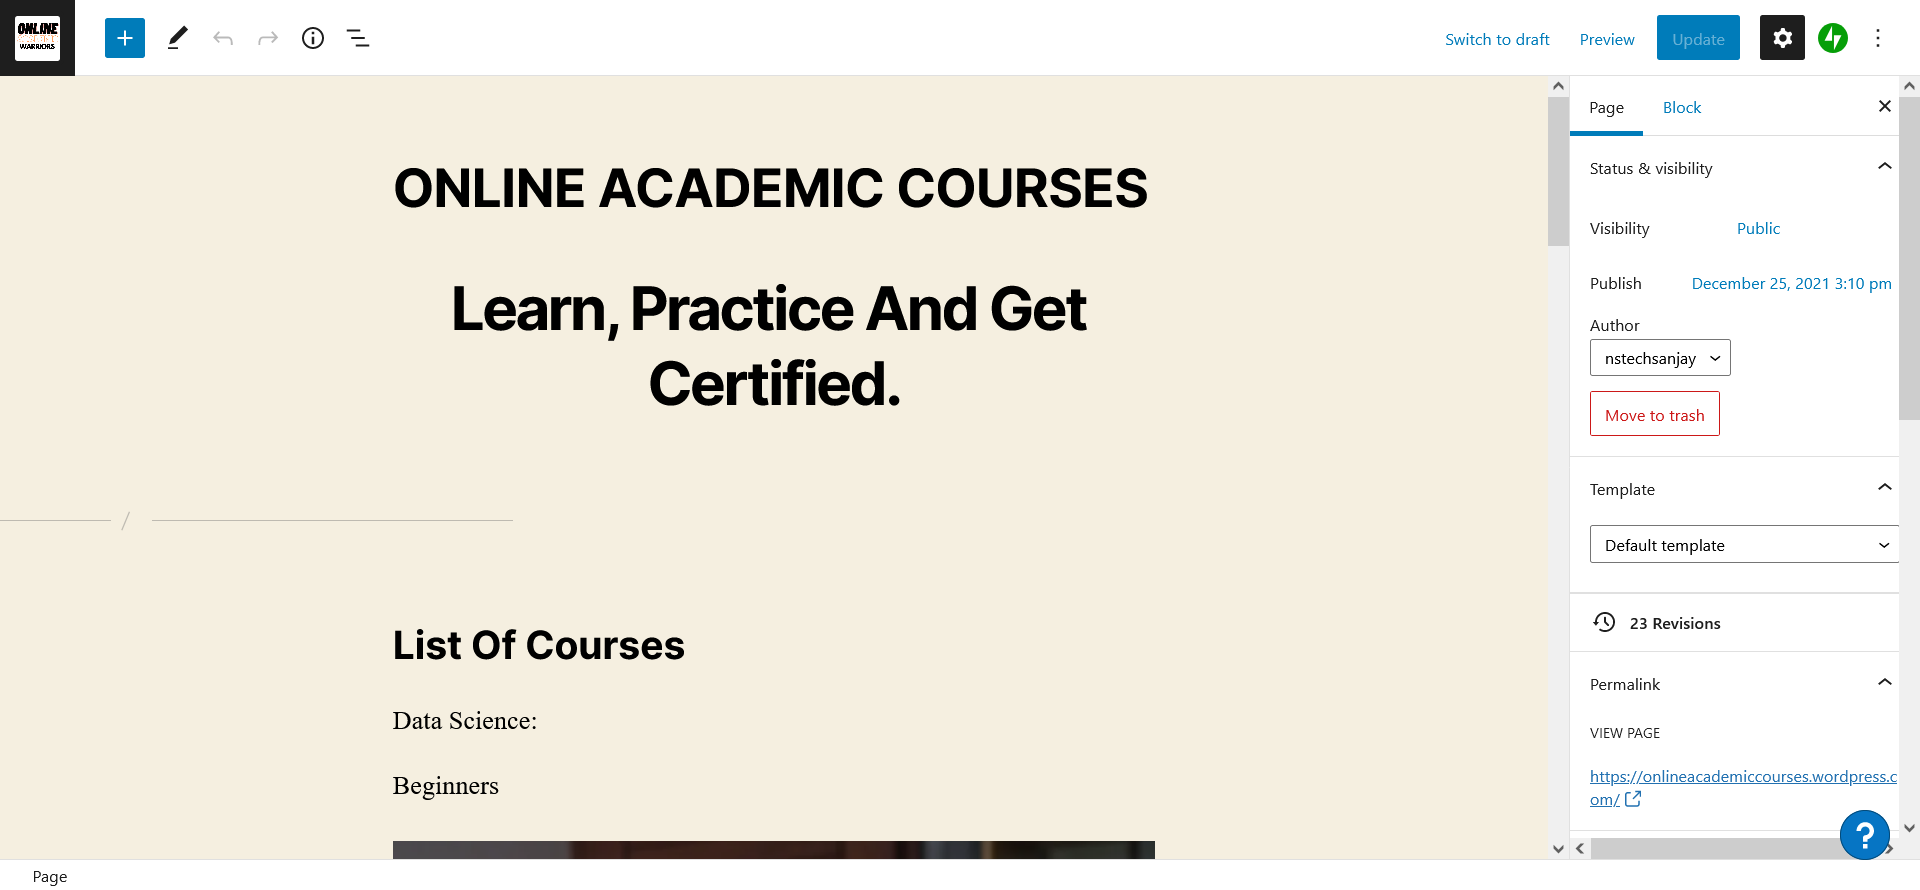 ONLINE
WARRIORS
Switch to draft
Preview
Update
Page
Block
Status & visibility
Visibility
Public
Publish
December 25, 2021 3:10 pm
Author
nstechsanjay
Move to trash
Template
Default template
23 Revisions
Permalink
VIEW PAGE
https://onlineacademiccourses.wordpress.c
om/
?
ONLINE ACADEMIC COURSES
Learn, Practice And Get
Certified.
/
List Of Courses
Data Science:
Beginners
Page